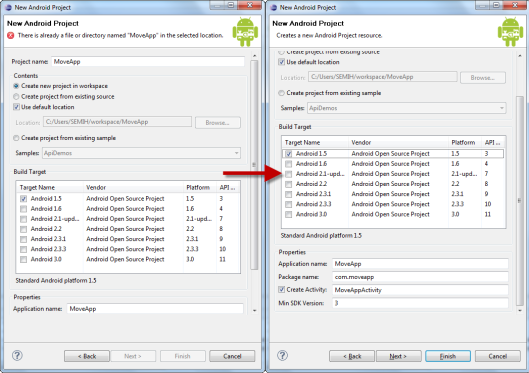 New Android Project
New Android Project
There is already a file or directory named "MoveApp" in the selected location.
Project name: MoveApp
Contents
Create new project in workspace
Create project from existing source
Use default location
Location: C:/Users/SEMIH/workspace/MoveApp Browse...
Create project from existing sample
Samples: ApiDemos
Build Target
Target Name Vendor Platform API ...
Android 1.5 Android Open Source Project 1.5 3
Android 1.6 Android Open Source Project 1.6 4
Android 2.1-upd... Android Open Source Project 2.1-upd... 7
Android 2.2 Android Open Source Project 2.2 8
Android 2.3.1 Android Open Source Project 2.3.1 9
Android 2.3.3 Android Open Source Project 2.3.3 10
Android 3.0 Android Open Source Project 3.0 11
Standard Android platform 1.5
Properties
Application name: MoveApp
< Back Next > Finish Cancel
New Android Project
New Android Project
Creates a new Android Project resource.
Create project from existing source
Use default location
Location: C:/Users/SEMIH/workspace/MoveApp Browse...
Create project from existing sample
Samples: ApiDemos
Build Target
Target Name Vendor Platform API ...
Android 1.5 Android Open Source Project 1.5 3
Android 1.6 Android Open Source Project 1.6 4
Android 2.1-upd... Android Open Source Project 2.1-upd... 7
Android 2.2 Android Open Source Project 2.2 8
Android 2.3.1 Android Open Source Project 2.3.1 9
Android 2.3.3 Android Open Source Project 2.3.3 10
Android 3.0 Android Open Source Project 3.0 11
Standard Android platform 1.5
Properties
Application name: MoveApp
Package name: com.moveapp
Create Activity: MoveAppActivity
Min SDK Version: 3
< Back Next > Finish Cancel